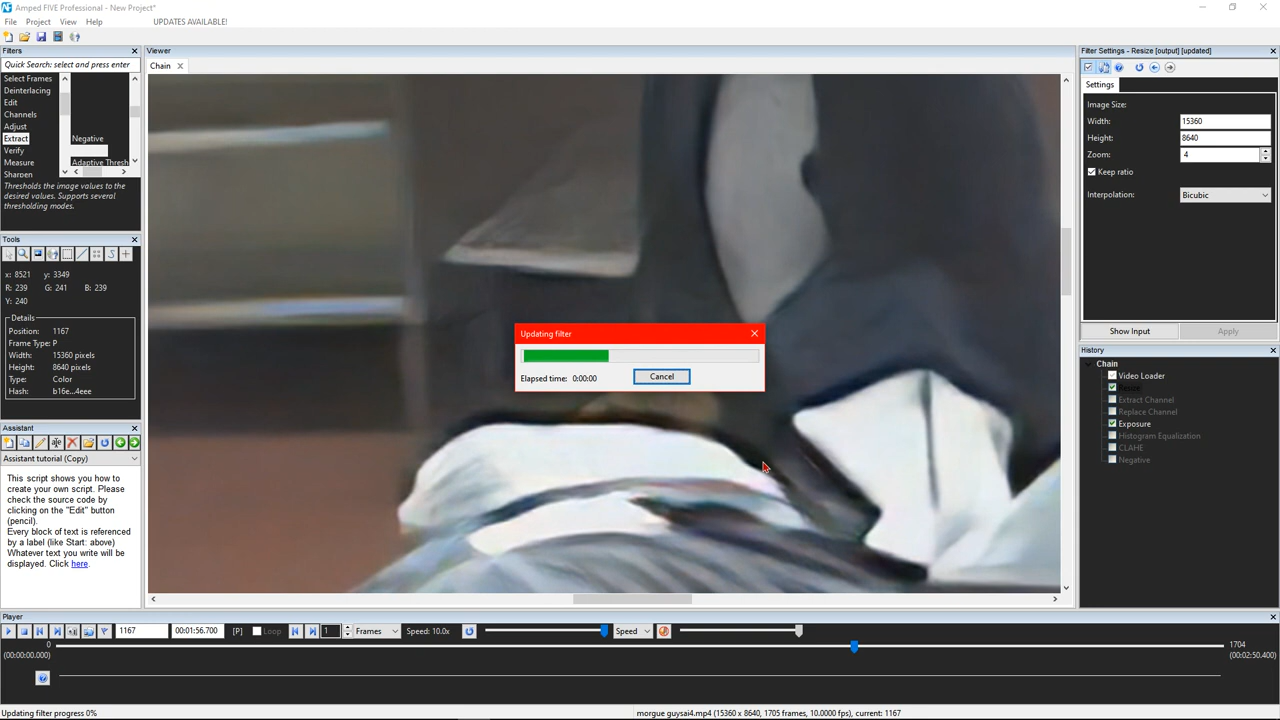 Amped FIVE Professional - New Project*
File Project View Help UPDATES AVAILABLE!
Filters
Quick Search: select and press enter
Select Frames
Deinterlacing
Edit
Channels
Adjust
Extract
Negative
Verify
Measure
Adaptive Thresh
Sharpen
Thresholds the image values to the
desired values. Supports several
thresholding modes.
Tools
x: 8521 y: 3349
R: 239 G: 241 B: 239
Y: 240
Details
Position: 1167
Frame Type: P
Width: 15360 pixels
Height: 8640 pixels
Type: Color
Hash: b16e...4eee
Assistant
Assistant tutorial (Copy)
This script shows you how to
create your own script. Please
check the source code by
clicking on the "Edit" button
(pencil).
Every block of text is referenced
by a label (like Start: above)
Whatever text you write will be
displayed. Click here.
Viewer
Chain
Updating filter
Elapsed time: 0:00:00 Cancel
Filter Settings - Resize [output] [updated]
Settings
Image Size:
Width: 15360
Height: 8640
Zoom: 4
Keep ratio
Interpolation: Bicubic
Show Input Apply
History
Chain
Video Loader
Resize
Extract Channel
Replace Channel
Exposure
Histogram Equalization
CLAHE
Negative
Player
1167 00:01:56.700 [P] Loop 1 Frames Speed: 10.0x Speed
0 1704
(00:00:00.000) (00:02:50.400)
Updating filter progress 0% morgue guysai4.mp4 (15360 x 8640, 1705 frames, 10.0000 fps), current: 1167